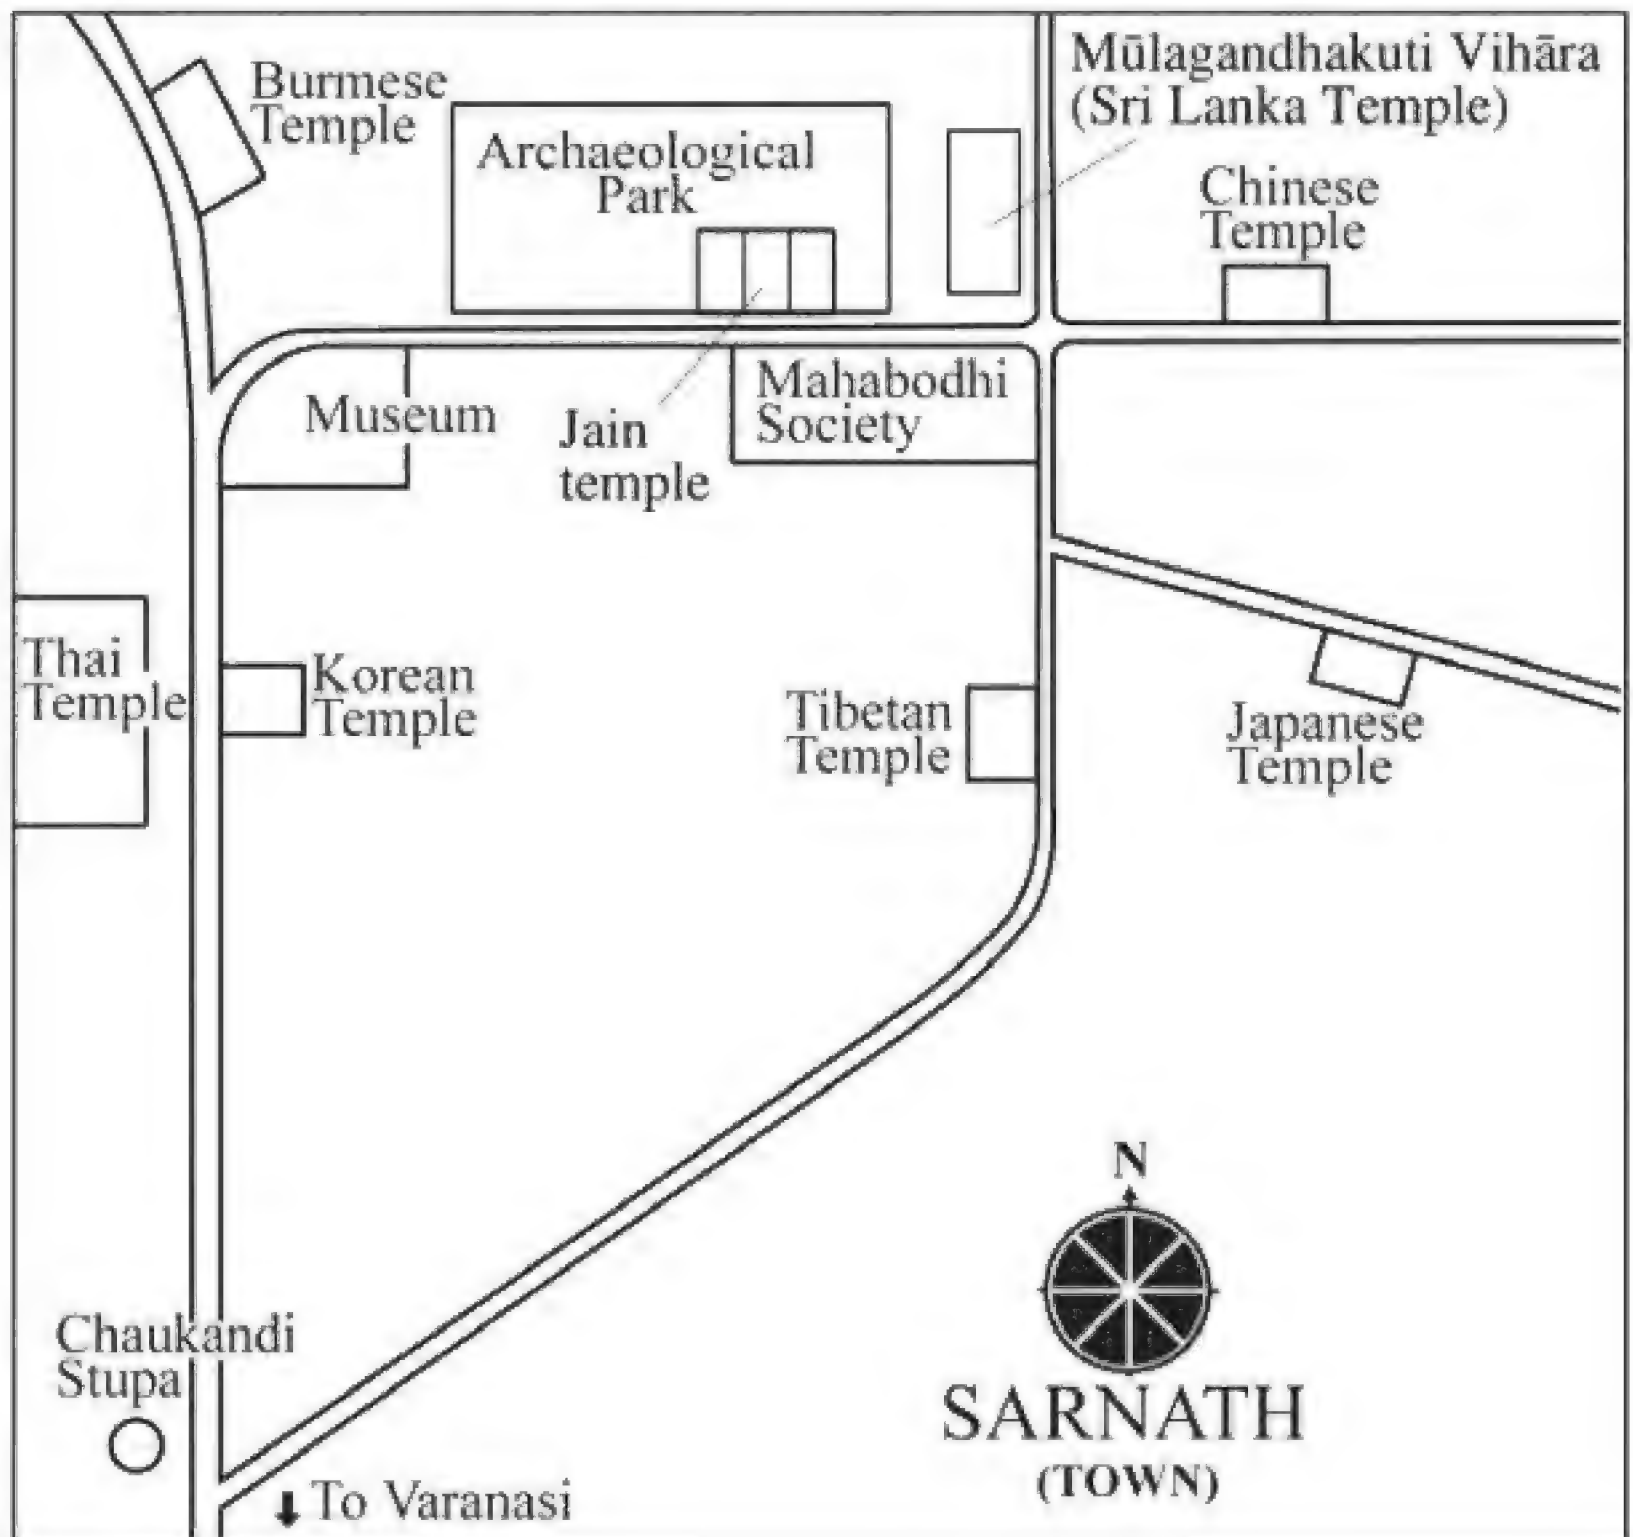 Burmese
Temple
Archaeological
Park
Mūlagandhakuti Vihāra
(Sri Lanka Temple)
Chinese
Temple
Museum
Jain
temple
Mahabodhi
Society
Thai
Temple
Korean
Temple
Tibetan
Temple
Japanese
Temple
N
Chaukandi
Stupa
SARNATH
(TOWN)
To Varanasi